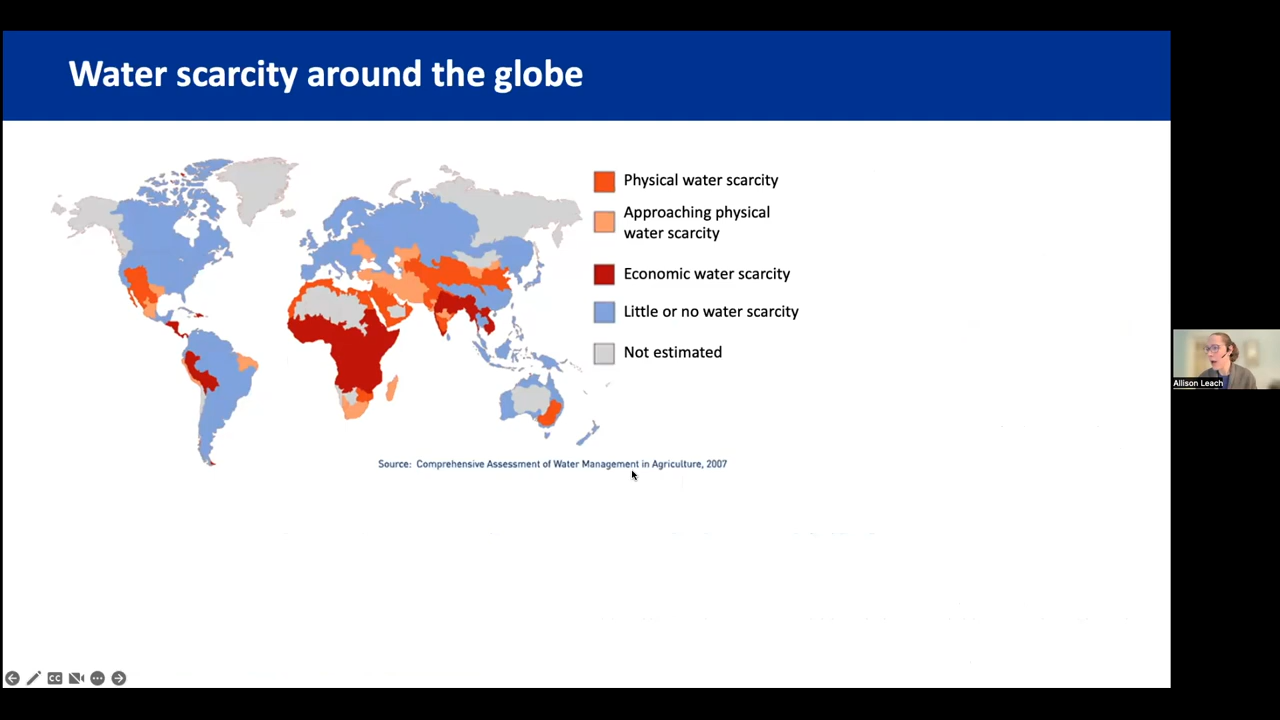 Water scarcity around the globe
Physical water scarcity
Approaching physical
water scarcity
Economic water scarcity
Little or no water scarcity
Not estimated
Source: Comprehensive Assessment of Water Management in Agriculture, 2007
Allison Leach
CC